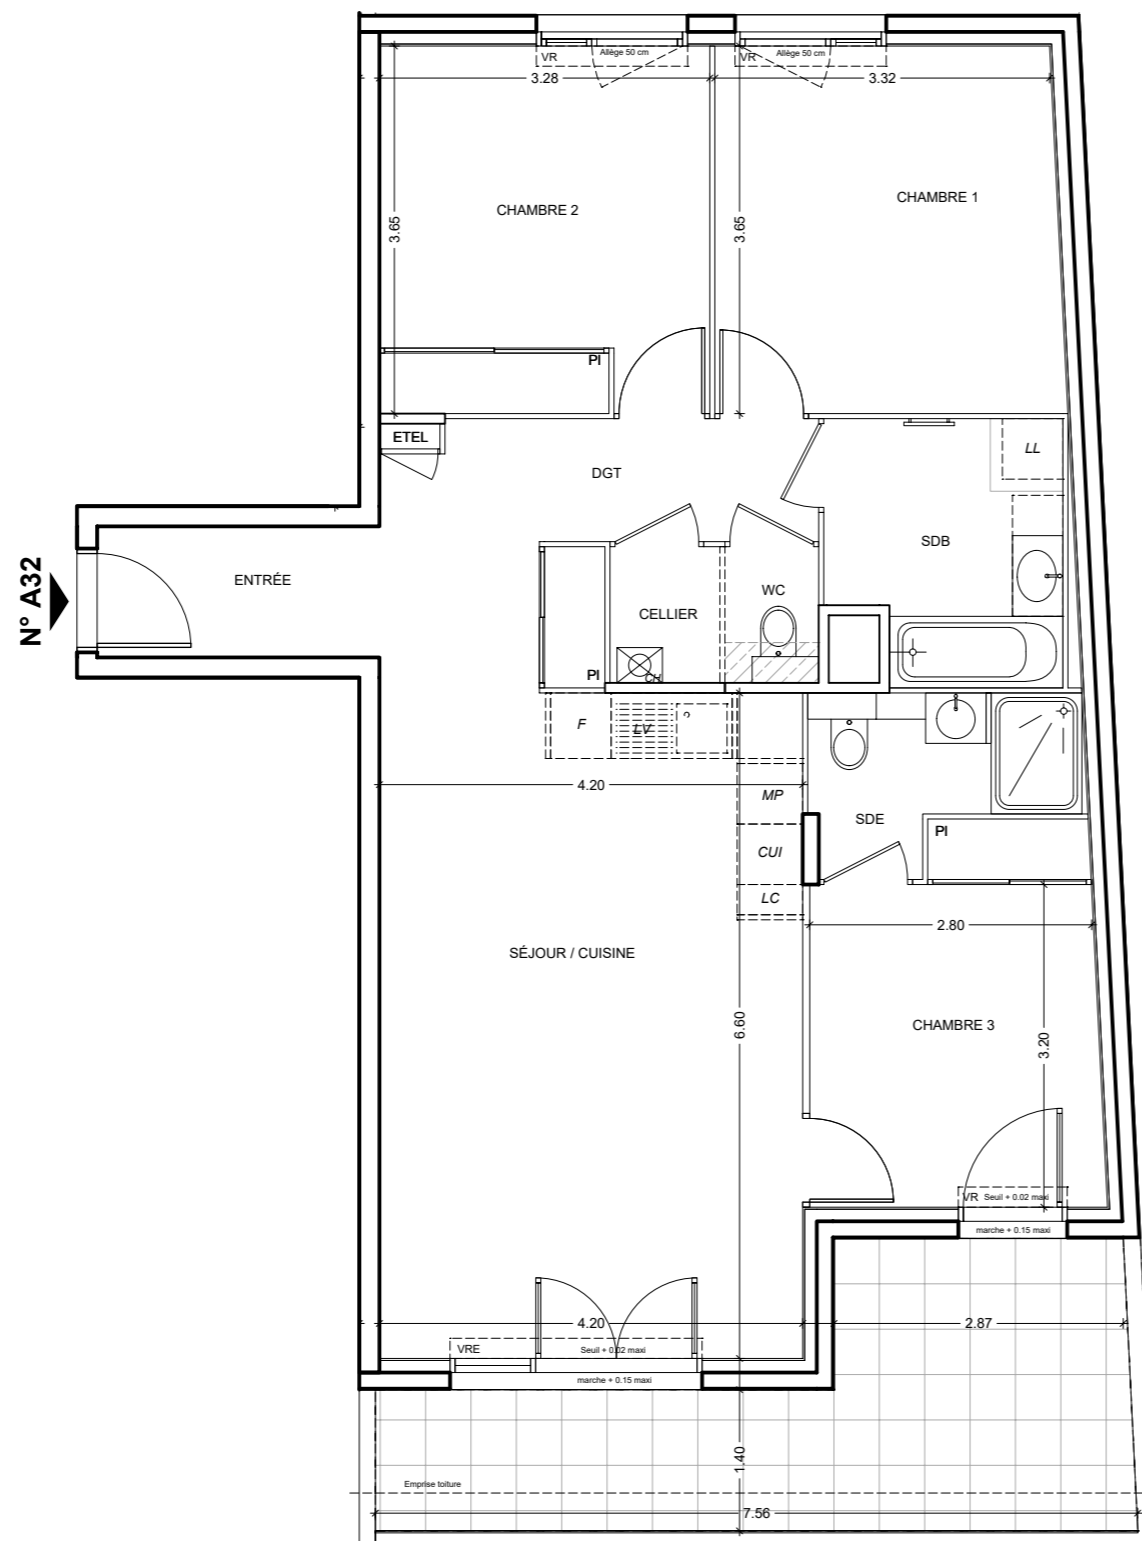 VR
Allège 50 cm
VR
Allège 50 cm
3.28
3.32
CHAMBRE 2
CHAMBRE 1
3.65
3.65
PI
ETEL
DGT
LL
SDB
N° A32
ENTRÉE
WC
CELLIER
PI
CH
F
LV
4.20
MP
SDE
PI
CUI
LC
2.80
SÉJOUR / CUISINE
6.60
CHAMBRE 3
3.20
VR
Seuil + 0.02 maxi
marche + 0.15 maxi
4.20
2.87
VRE
Seuil + 0.02 maxi
marche + 0.15 maxi
1.40
Emprise toiture
7.56